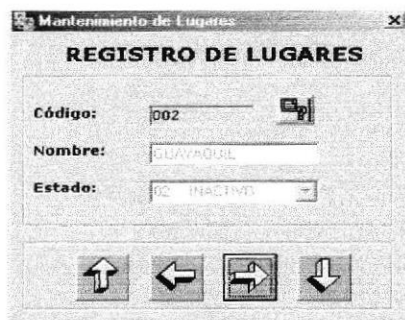 Mantenimiento de Lugares
REGISTRO DE LUGARES
Código: 002
Nombre: GUAYAQUIL
Estado: 02 INACTIVO